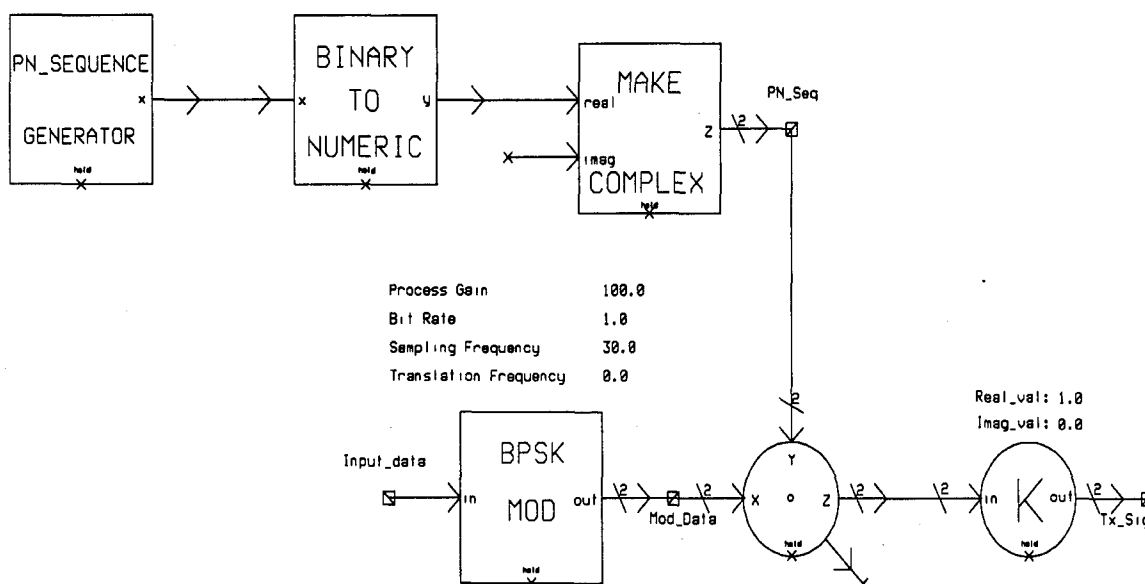 PN_SEQUENCE
GENERATOR
x
hold
BINARY
TO
NUMERIC
x
y
hold
MAKE
COMPLEX
real
imag
Z
hold
2
PN_Seq
Process Gain 100.0
Bit Rate 1.0
Sampling Frequency 30.0
Translation Frequency 0.0
2
Real_val: 1.0
Imag_val: 0.0
Input_data
BPSK
MOD
in
out
hold
2
Mod_Data
2
X
Y
Z
hold
2
2
in
K
out
hold
2
Tx_Sig